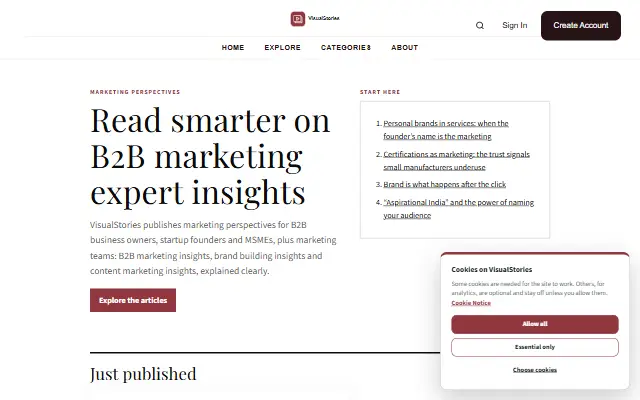 VisualStories
Sign In
Create Account
HOME
EXPLORE
CATEGORIES
ABOUT
MARKETING PERSPECTIVES
Read smarter on
B2B marketing
expert insights
VisualStories publishes marketing perspectives for B2B
business owners, startup founders and MSMEs, plus marketing
teams: B2B marketing insights, brand building insights and
content marketing insights, explained clearly.
Explore the articles
START HERE
1. Personal brands in services: when the
founder's name is the marketing
2. Certifications as marketing: the trust signals
small manufacturers underuse
3. Brand is what happens after the click
4. "Aspirational India" and the power of naming
your audience
Just published
Cookies on VisualStories
Some cookies are needed for the site to work. Others, for
analytics, are optional and stay off unless you allow them.
Cookie Notice
Allow all
Essential only
Choose cookies